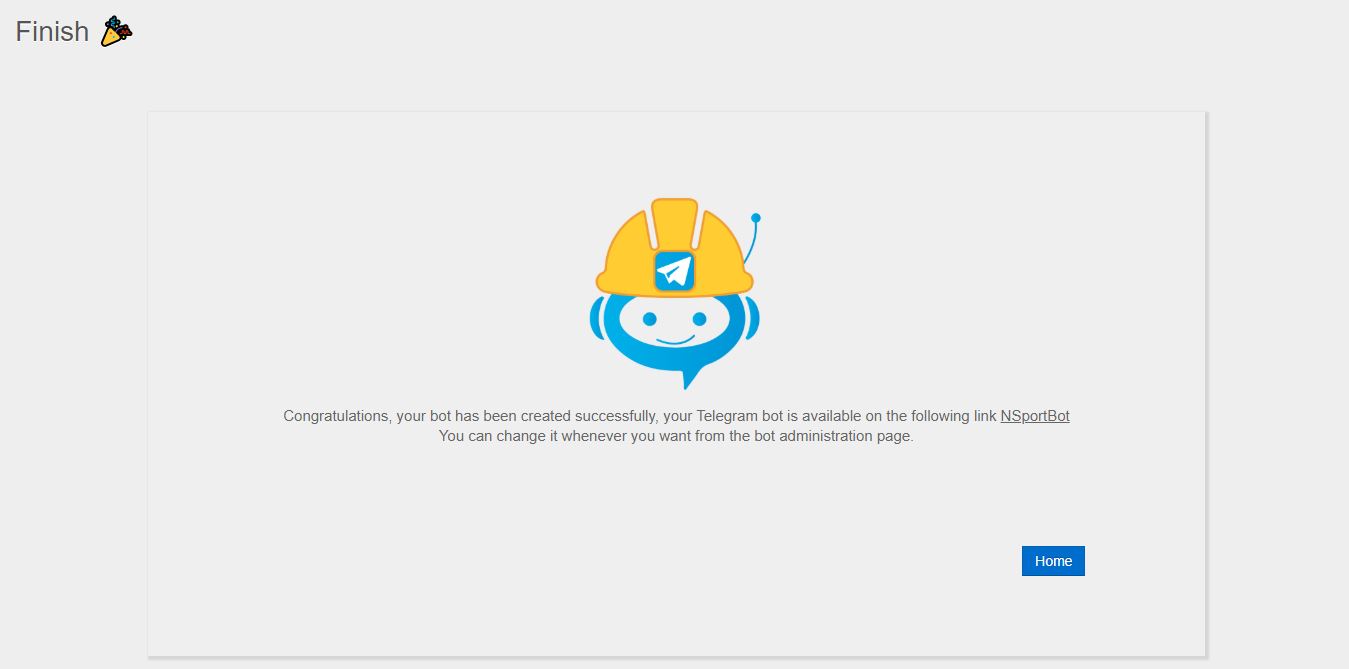 Finish
Congratulations, your bot has been created successfully, your Telegram bot is available on the following link NSportBot
You can change it whenever you want from the bot administration page.
Home